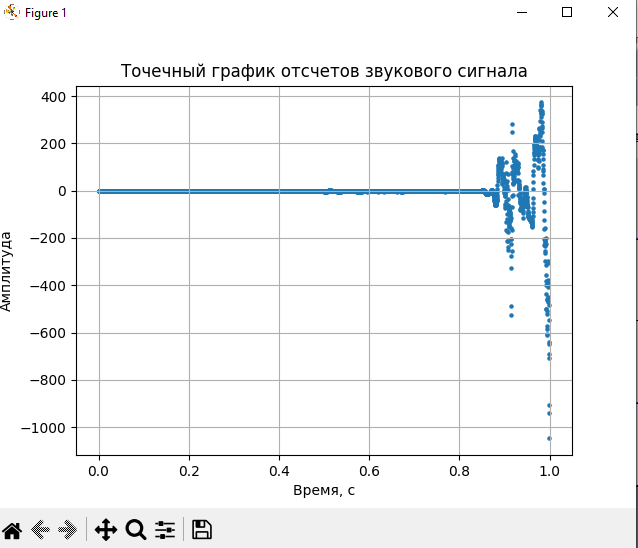 Figure 1
Точечный график отсчетов звукового сигнала
400
200
0
−200
−400
−600
−800
−1000
Амплитуда
0.0 0.2 0.4 0.6 0.8 1.0
Время, с